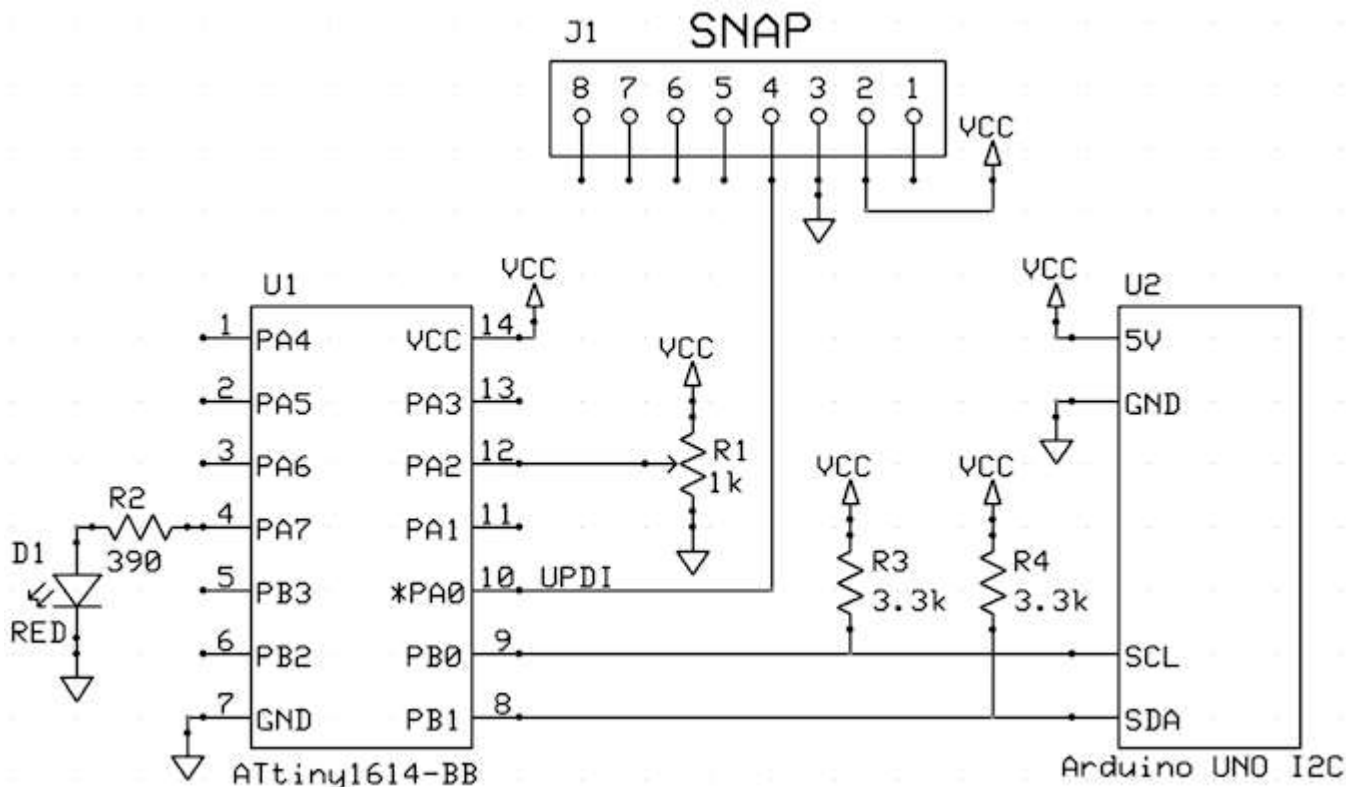 J1 SNAP
8 7 6 5 4 3 2 1
VCC
U1
VCC
VCC
U2
1 PA4 VCC 14
VCC
5V
2 PA5 PA3 13
GND
3 PA6 PA2 12
R1
1k
VCC VCC
R2
390
4 PA7 PA1 11
D1
RED
5 PB3 *PA0 10 UPDI
R3
3.3k
R4
3.3k
6 PB2 PB0 9
SCL
7 GND PB1 8
SDA
ATtiny1614-BB
Arduino UNO I2C